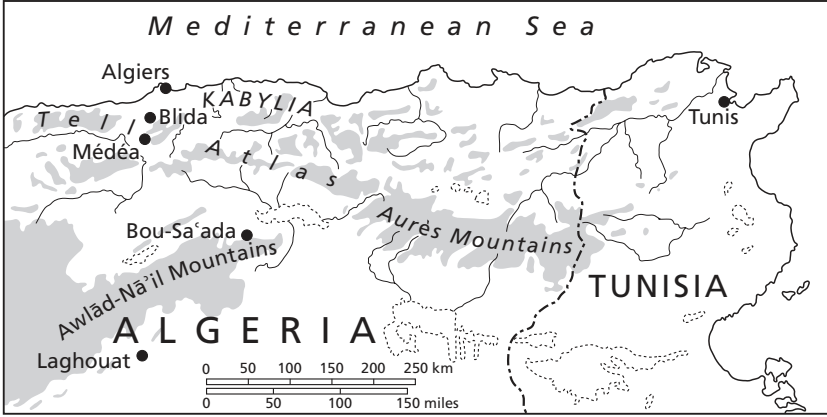 Mediterranean Sea
Algiers
KABYLIA
Tell
Blida
Tunis
Médéa
Atlas
Aurès Mountains
Bou-Saʿada
Awlād-Nāʾil Mountains
TUNISIA
ALGERIA
Laghouat
0 50 100 150 200 250 km
0 50 100 150 miles